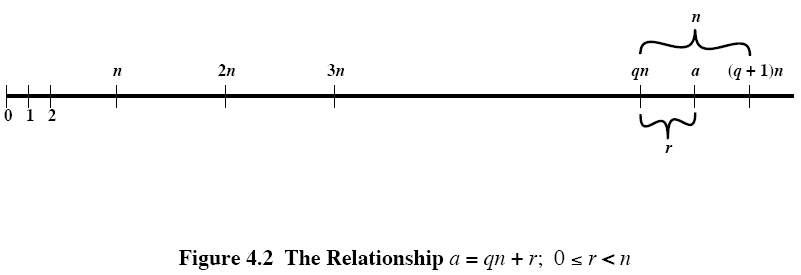 n
n 2n 3n qn a (q + 1)n
0 1 2
r
Figure 4.2 The Relationship a = qn + r; 0 ≤ r < n